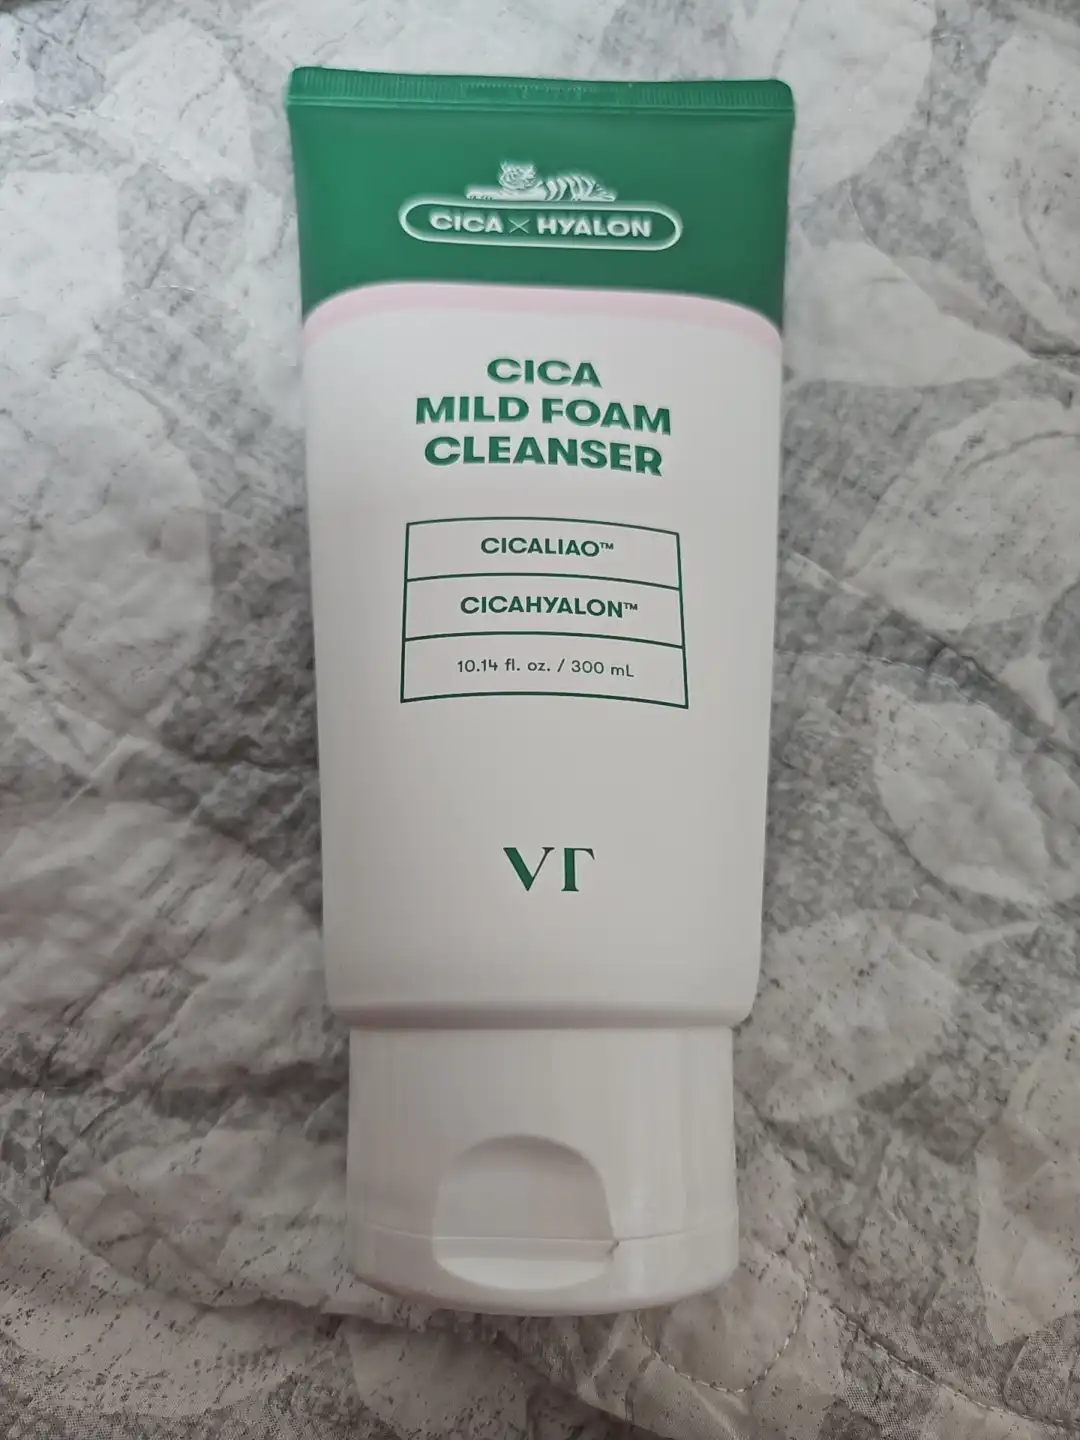 CICA × HYALON
CICA
MILD FOAM
CLEANSER
CICALIAO™
CICAHYALON™
10.14 fl. oz. / 300 mL
VT